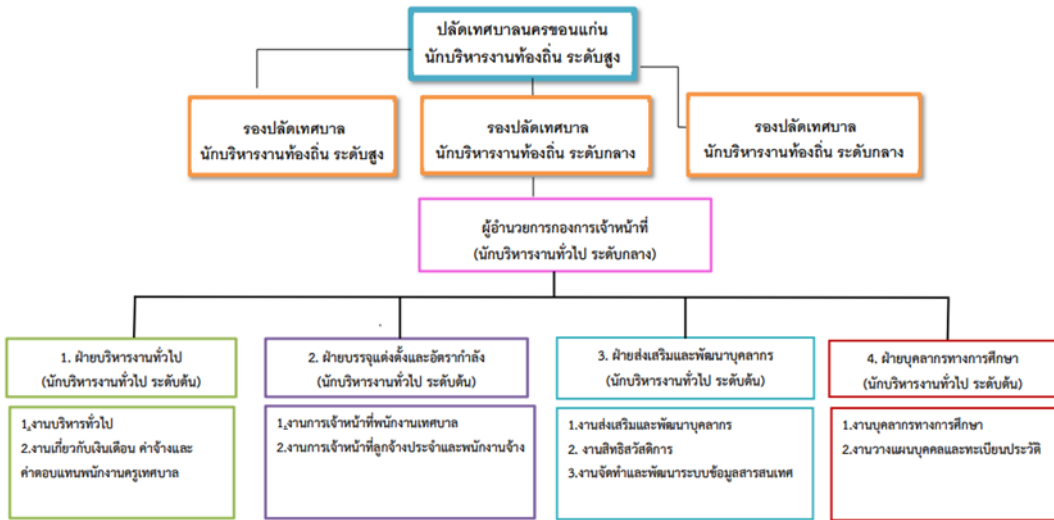 ปลัดเทศบาลนครขอนแก่น
นักบริหารงานท้องถิ่น ระดับสูง
รองปลัดเทศบาล
นักบริหารงานท้องถิ่น ระดับสูง
รองปลัดเทศบาล
นักบริหารงานท้องถิ่น ระดับกลาง
รองปลัดเทศบาล
นักบริหารงานท้องถิ่น ระดับกลาง
ผู้อำนวยการกองการเจ้าหน้าที่
(นักบริหารงานทั่วไป ระดับกลาง)
1. ฝ่ายบริหารงานทั่วไป
(นักบริหารงานทั่วไป ระดับต้น)
1.งานบริหารทั่วไป
2.งานเกี่ยวกับเงินเดือน ค่าจ้างและ
ค่าตอบแทนพนักงานครูเทศบาล
2. ฝ่ายบรรจุแต่งตั้งและอัตรากำลัง
(นักบริหารงานทั่วไป ระดับต้น)
1.งานการเจ้าหน้าที่พนักงานเทศบาล
2.งานการเจ้าหน้าที่ลูกจ้างประจำและพนักงานจ้าง
3. ฝ่ายส่งเสริมและพัฒนาบุคลากร
(นักบริหารงานทั่วไป ระดับต้น)
1.งานส่งเสริมและพัฒนาบุคลากร
2. งานสิทธิสวัสดิการ
3.งานจัดทำและพัฒนาระบบข้อมูลสารสนเทศ
4. ฝ่ายบุคลากรทางการศึกษา
(นักบริหารงานทั่วไป ระดับต้น)
1.งานบุคลากรทางการศึกษา
2.งานวางแผนบุคคลและทะเบียนประวัติ